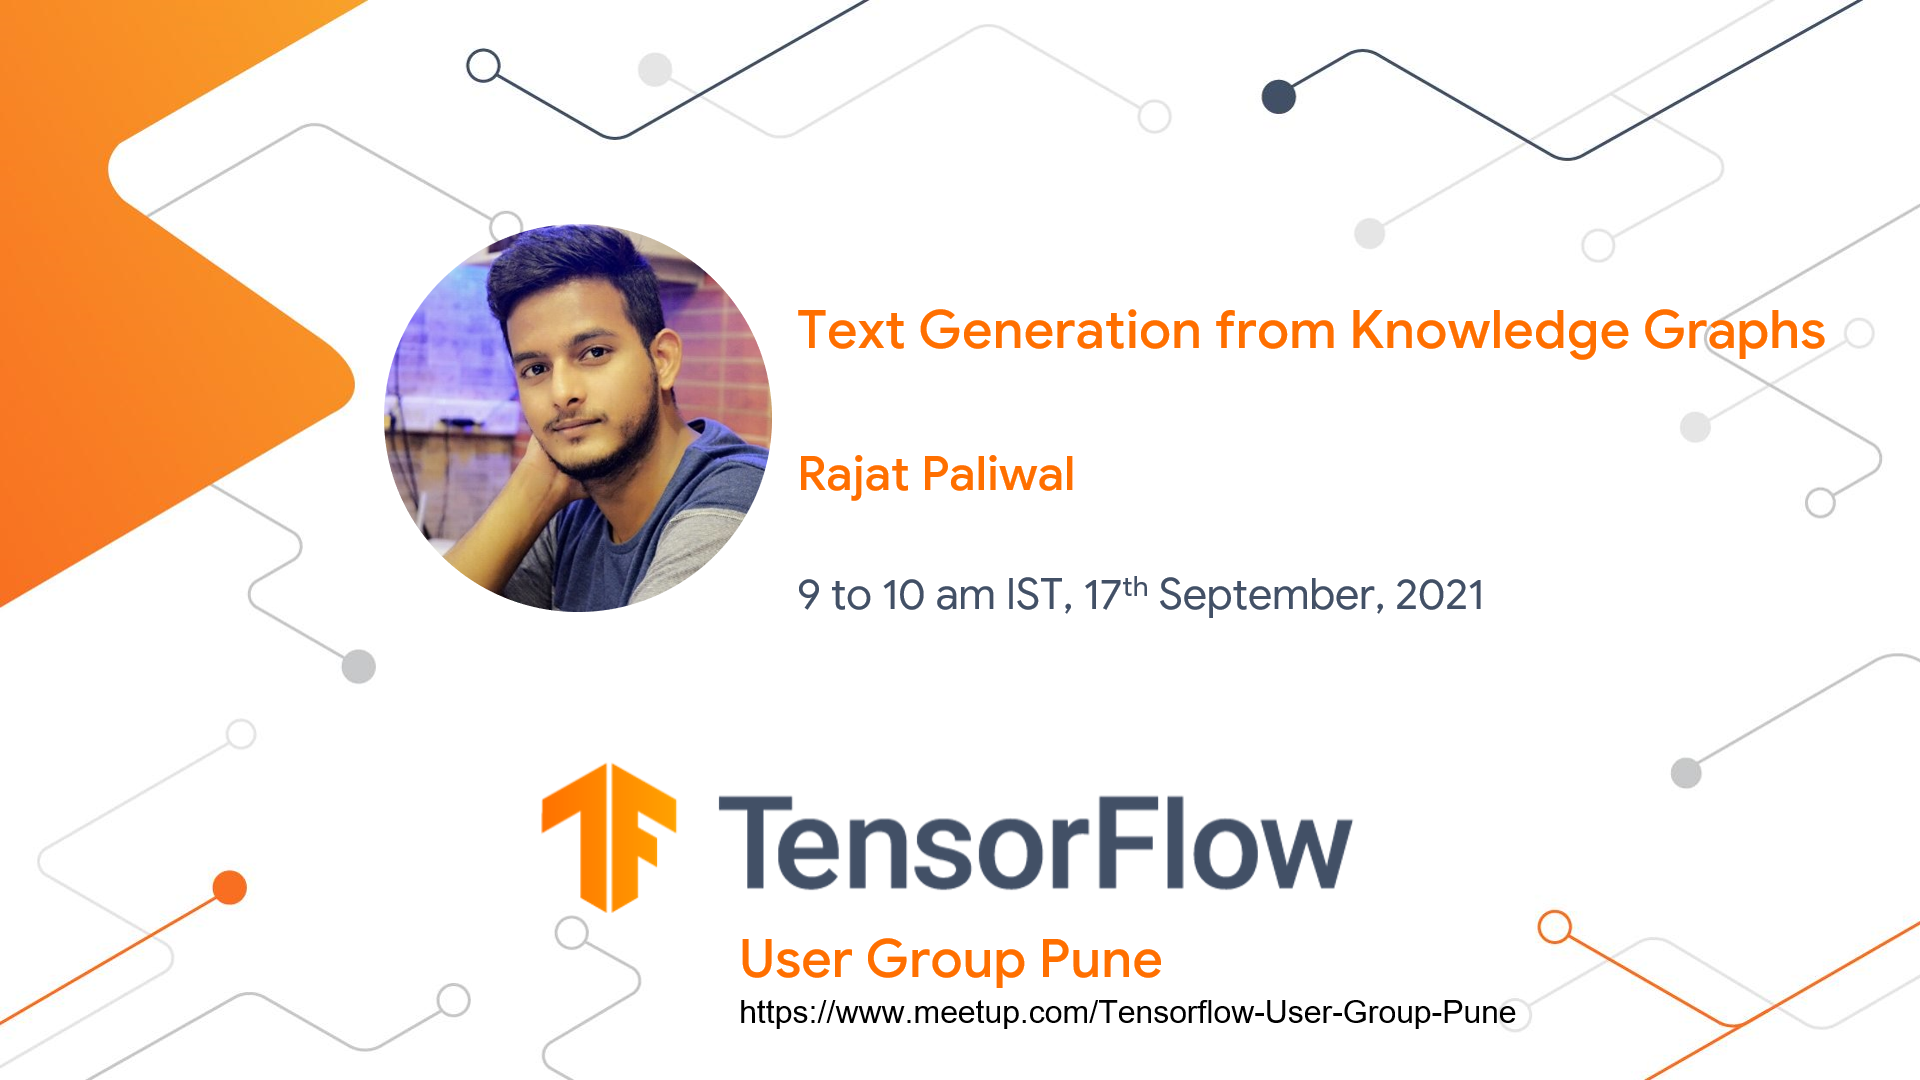 Text Generation from Knowledge Graphs
Rajat Paliwal
9 to 10 am IST, 17th September, 2021
TensorFlow
User Group Pune
https://www.meetup.com/Tensorflow-User-Group-Pune